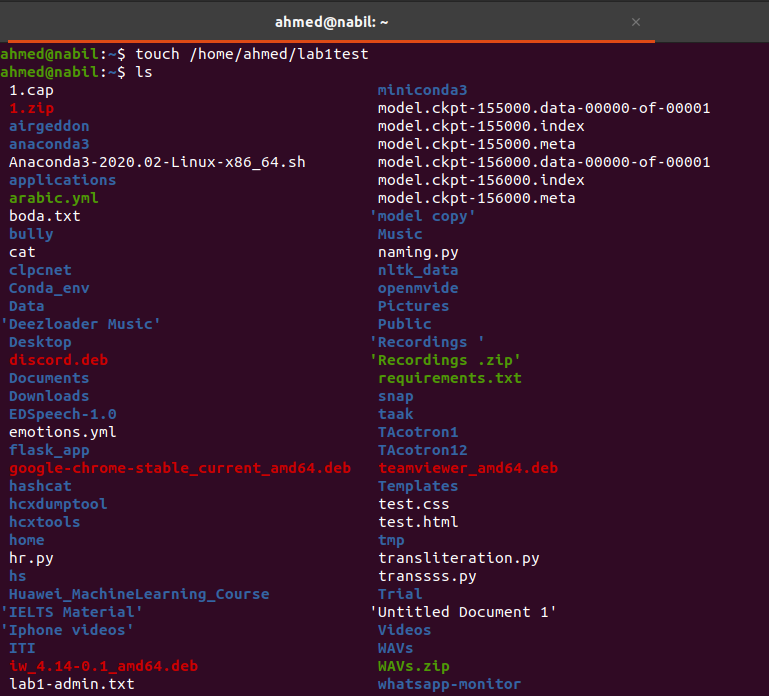 ahmed@nabil: ~
ahmed@nabil:~$ touch /home/ahmed/lab1test
ahmed@nabil:~$ ls
1.cap miniconda3
1.zip model.ckpt-155000.data-00000-of-00001
airgeddon model.ckpt-155000.index
anaconda3 model.ckpt-155000.meta
Anaconda3-2020.02-Linux-x86_64.sh model.ckpt-156000.data-00000-of-00001
applications model.ckpt-156000.index
arabic.yml model.ckpt-156000.meta
boda.txt 'model copy'
bully Music
cat naming.py
clpcnet nltk_data
Conda_env openmvide
Data Pictures
'Deezloader Music' Public
Desktop 'Recordings '
discord.deb 'Recordings .zip'
Documents requirements.txt
Downloads snap
EDSpeech-1.0 taak
emotions.yml TAcotron1
flask_app TAcotron12
google-chrome-stable_current_amd64.deb teamviewer_amd64.deb
hashcat Templates
hcxdumptool test.css
hcxtools test.html
home tmp
hr.py transliteration.py
hs transssss.py
Huawei_MachineLearning_Course Trial
'IELTS Material' 'Untitled Document 1'
'Iphone videos' Videos
ITI WAVs
iw_4.14-0.1_amd64.deb WAVs.zip
lab1-admin.txt whatsapp-monitor